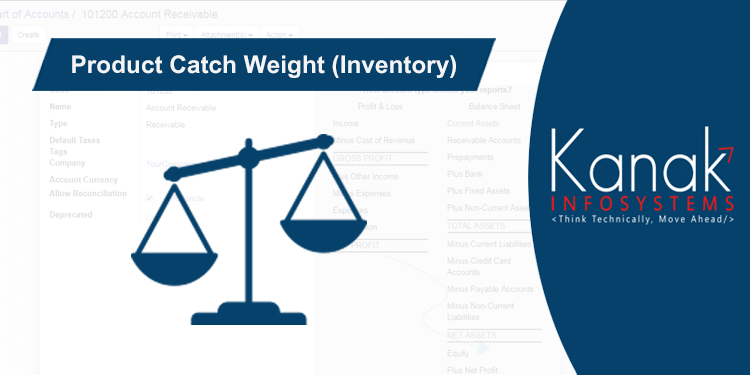 art of Accounts / 101200 Account Receivable
Create
Print
Attachment(s)
Action
Product Catch Weight (Inventory)
reports?
Name
Account Receivable
Type
Receivable
Default Taxes
Tags
Company
Account Currency
Allow Reconciliation
Deprecated
Profit & Loss
Balance Sheet
Income
Minus Cost of Revenue
GROSS PROFIT
Plus Other Income
Minus Expenses
Current Assets
Receivable Accounts
Prepayments
Plus Bank
Plus Fixed Assets
Plus Non-Current Asse
TOTAL ASSETS
Minus Current Liabilities
Minus Credit Card
Accounts
Minus Payable Accounts
Minus Non-Current
Liabilities
NET ASSETS
Equity
Plus Net Profit
Kanak
INFOSYSTEMS
<Think Technically, Move Ahead/>